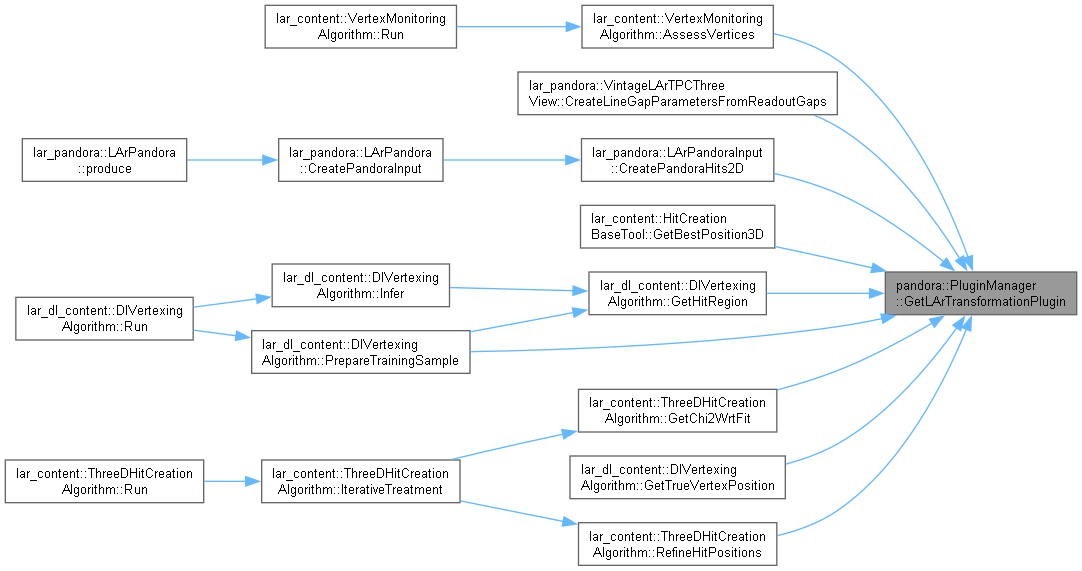 lar_content::VertexMonitoring
Algorithm::Run
lar_content::VertexMonitoring
Algorithm::AssessVertices
lar_pandora::VintageLArTPCThree
View::CreateLineGapParametersFromReadoutGaps
lar_pandora::LArPandora
::produce
lar_pandora::LArPandora
::CreatePandoraInput
lar_pandora::LArPandoraInput
::CreatePandoraHits2D
lar_content::HitCreation
BaseTool::GetBestPosition3D
lar_dl_content::DlVertexing
Algorithm::Infer
lar_dl_content::DlVertexing
Algorithm::GetHitRegion
pandora::PluginManager
::GetLArTransformationPlugin
lar_dl_content::DlVertexing
Algorithm::Run
lar_dl_content::DlVertexing
Algorithm::PrepareTrainingSample
lar_content::ThreeDHitCreation
Algorithm::GetChi2WrtFit
lar_content::ThreeDHitCreation
Algorithm::Run
lar_content::ThreeDHitCreation
Algorithm::IterativeTreatment
lar_dl_content::DlVertexing
Algorithm::GetTrueVertexPosition
lar_content::ThreeDHitCreation
Algorithm::RefineHitPositions